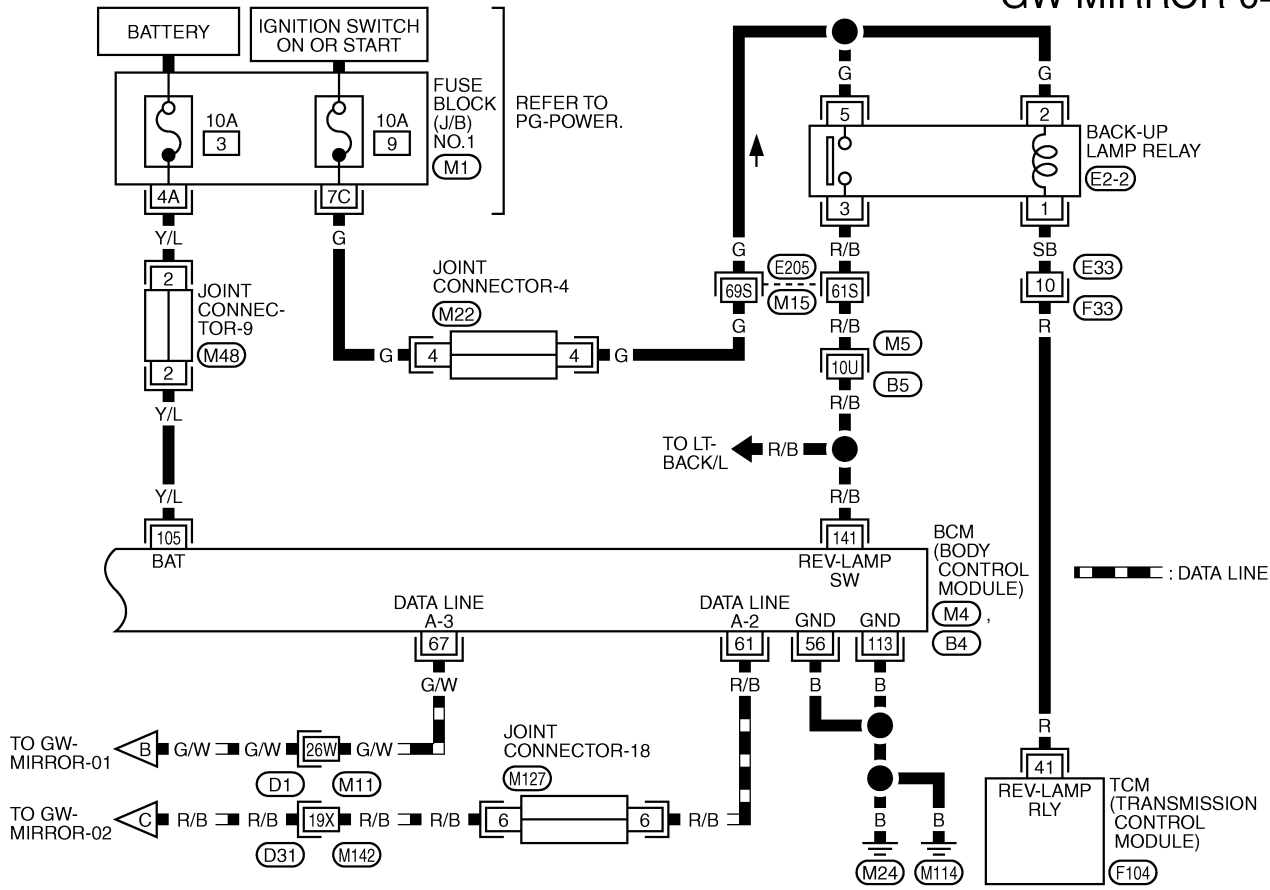 GW-MIRROR-0
BATTERY
IGNITION SWITCH
ON OR START
FUSE
BLOCK
(J/B)
NO.1
M1
REFER TO
PG-POWER.
10A
3
10A
9
4A
7C
Y/L
G
2
JOINT
CONNEC-
TOR-9
M48
2
Y/L
Y/L
105
JOINT
CONNECTOR-4
M22
G
4
4
G
G
G
5
2
BACK-UP
LAMP RELAY
E2-2
3
1
G
R/B
SB
69S
E205
M15
61S
10
E33
F33
G
R/B
R
M5
10U
B5
R/B
TO LT-
BACK/L
R/B
R/B
141
BAT
REV-LAMP
SW
BCM
(BODY
CONTROL
MODULE)
M4 ,
B4
: DATA LINE
DATA LINE
A-3
DATA LINE
A-2
GND
GND
67
61
56
113
G/W
R/B
B
B
TO GW-
MIRROR-01
B
G/W
G/W
26W
G/W
D1
M11
JOINT
CONNECTOR-18
M127
TO GW-
MIRROR-02
C
R/B
R/B
19X
R/B
R/B
6
6
R/B
D31
M142
B
B
M24
M114
R
41
REV-LAMP
RLY
TCM
(TRANSMISSION
CONTROL
MODULE)
F104